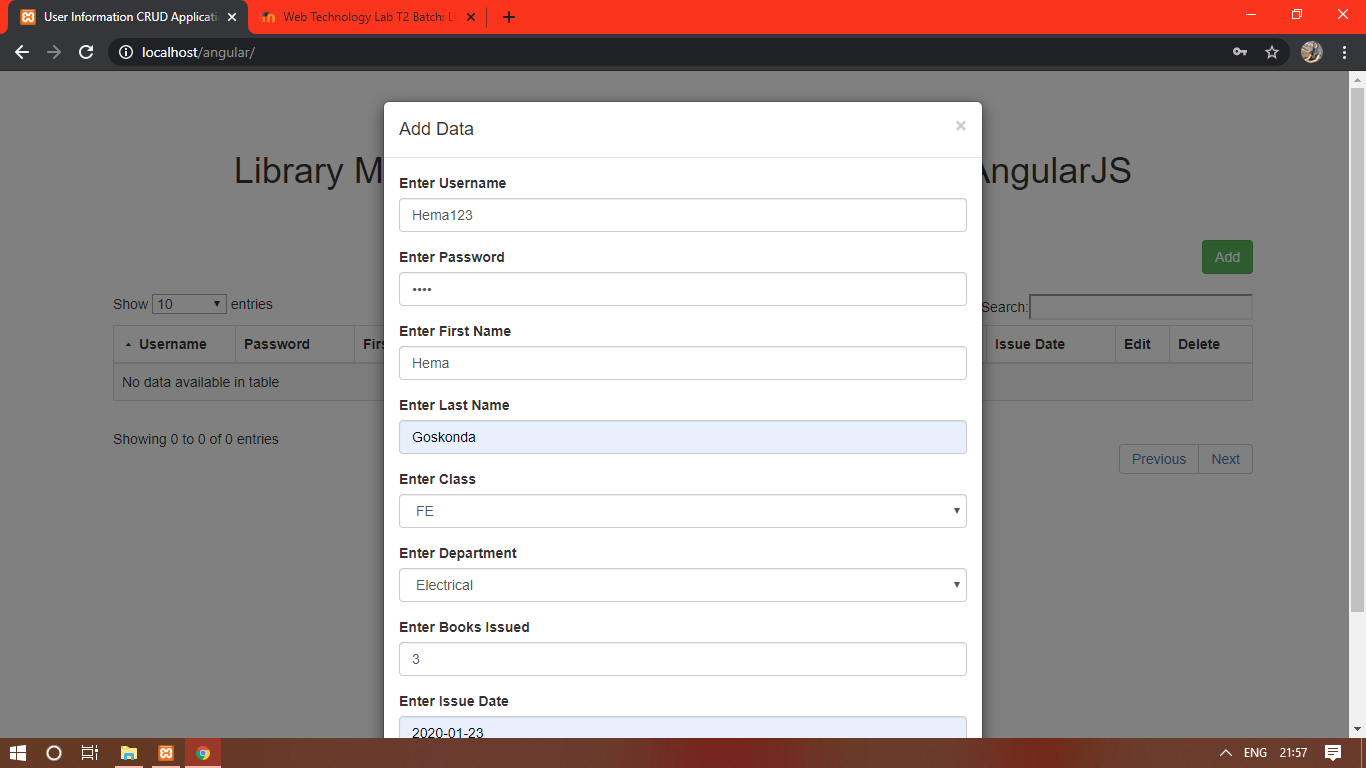 User Information CRUD Applicati
Web Technology Lab T2 Batch: Li
localhost/angular/
Add Data
×
Library M
AngularJS
Enter Username
Hema123
Enter Password
••••
Add
Enter First Name
Hema
Show 10 entries
Search:
Username Password Firs Issue Date Edit Delete
No data available in table
Enter Last Name
Goskonda
Showing 0 to 0 of 0 entries
Previous Next
Enter Class
FE
Enter Department
Electrical
Enter Books Issued
3
Enter Issue Date
2020-01-23
ENG 21:57